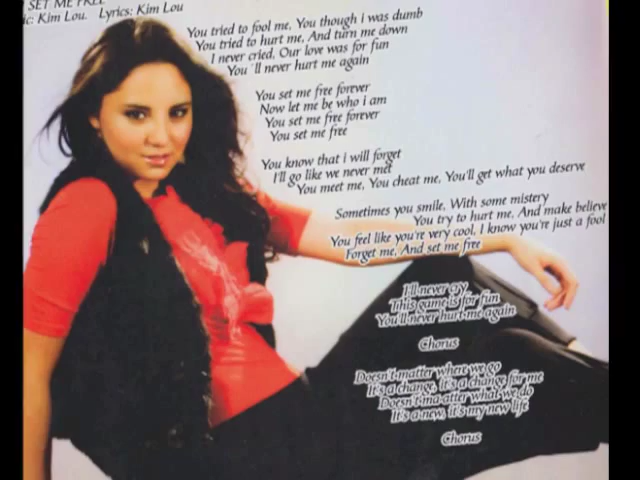 SET ME FREE
ic: Kim Lou. Lyrics: Kim Lou
You tried to fool me, You though i was dumb
You tried to hurt me, And turn me down
I never cried, Our love was for fun
You´ll never hurt me again
You set me free forever
Now let me be who i am
You set me free forever
You set me free
You know that i will forget
I'll go like we never met
You meet me, You cheat me, You'll get what you deserve
Sometimes you smile, With some mistery
You try to hurt me, And make believe
You feel like you're very cool, I know you're just a fool
Forget me, And set me free
I'll never cry
This game is for fun
You'll never hurt me again
Chorus
Doesn't matter where we go
It's a change, it's a change for me
Doesn't ma-atter what we do
It's a new, it's my new life
Chorus